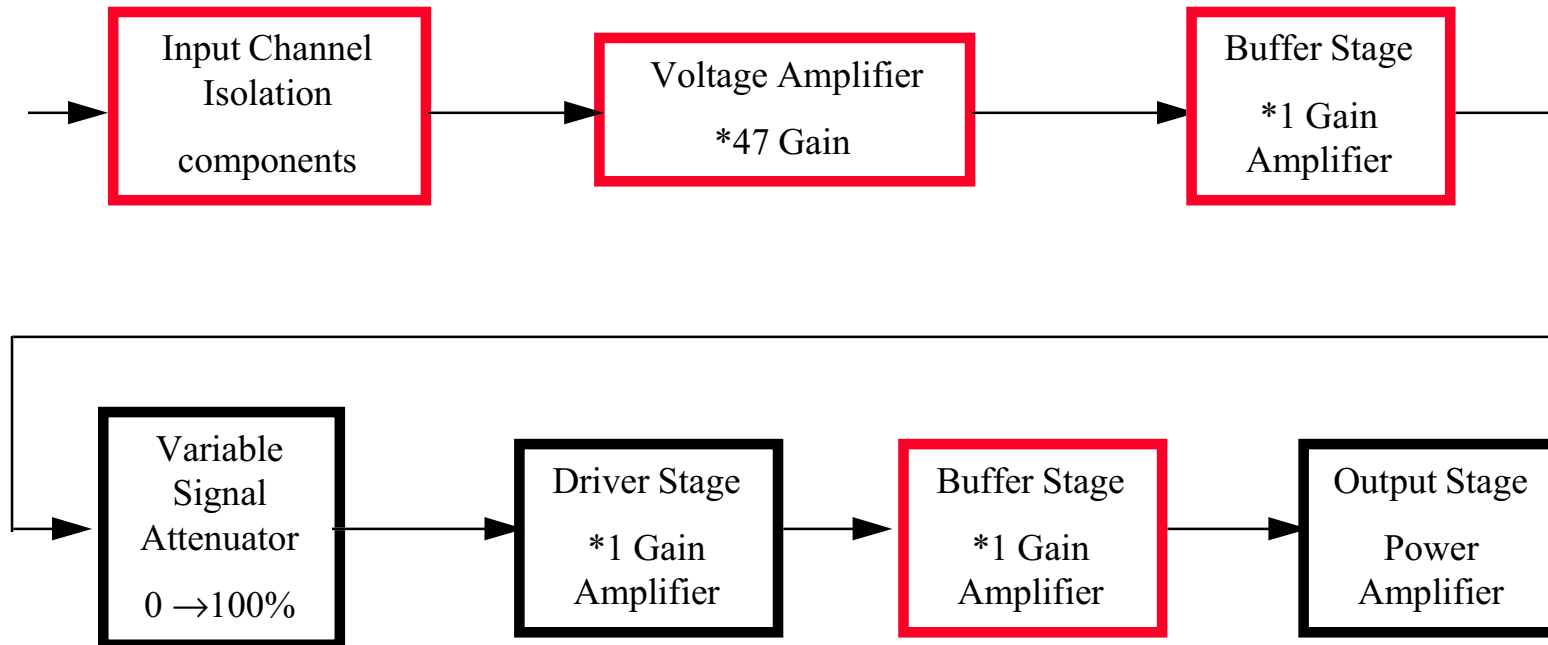 Input Channel
Isolation
components
Voltage Amplifier
*47 Gain
Buffer Stage
*1 Gain
Amplifier
Variable
Signal
Attenuator
0 →100%
Driver Stage
*1 Gain
Amplifier
Buffer Stage
*1 Gain
Amplifier
Output Stage
Power
Amplifier